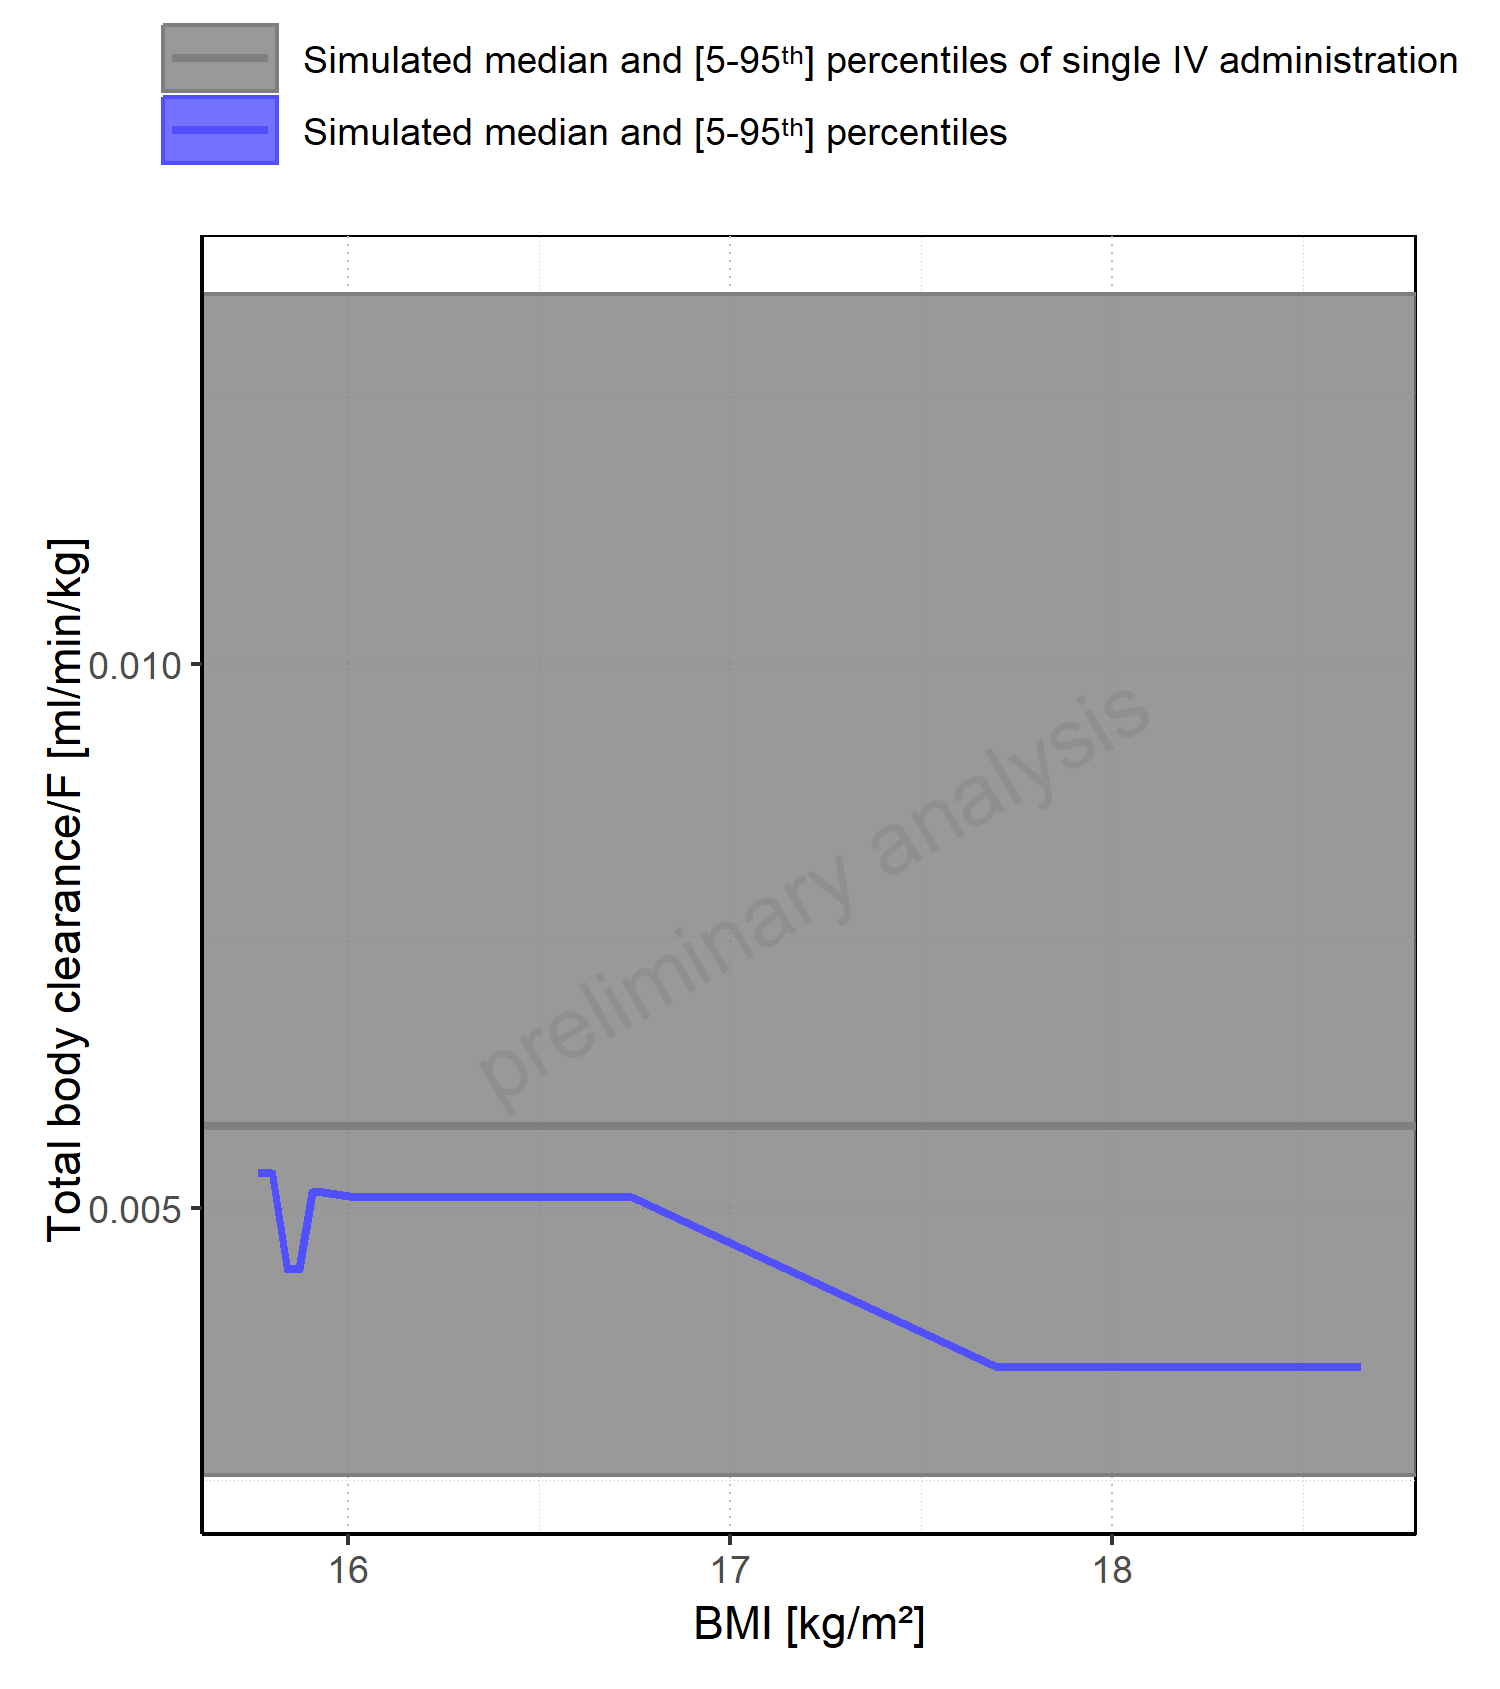 Simulated median and [5-95ᵗʰ] percentiles of single IV administration
Simulated median and [5-95ᵗʰ] percentiles
Total body clearance/F [ml/min/kg]
0.010
0.005
preliminary analysis
16 17 18
BMI [kg/m²]